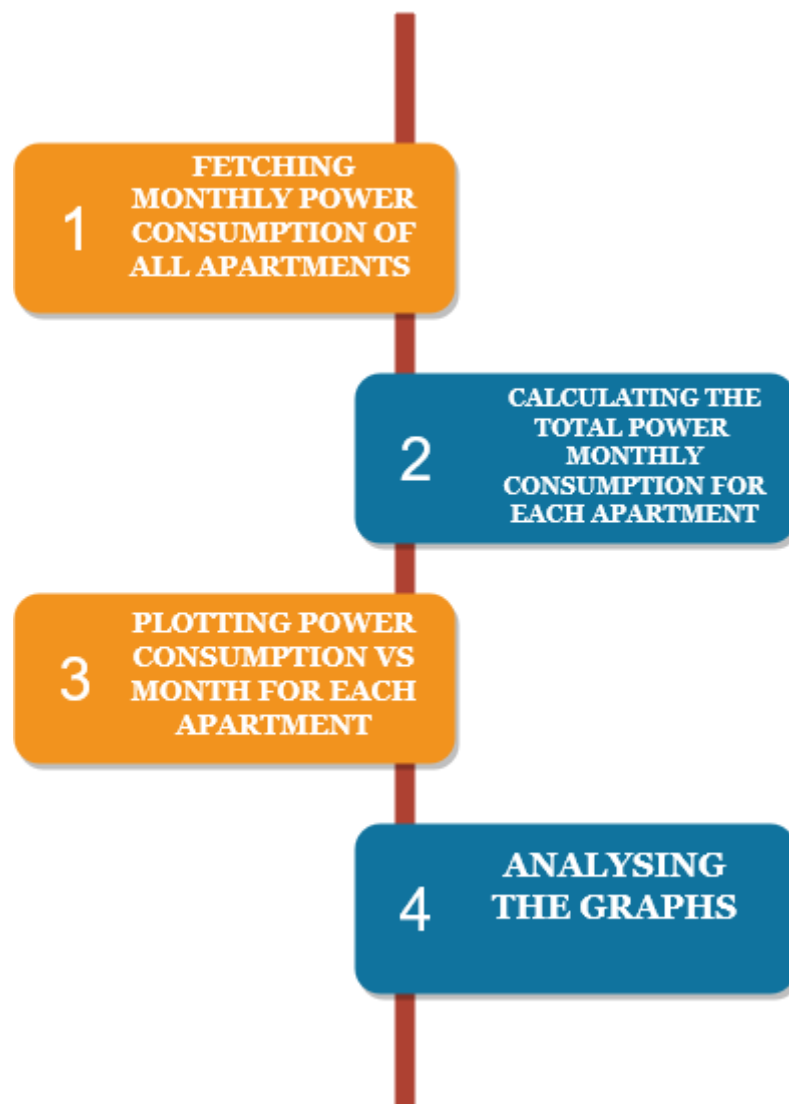 1
FETCHING
MONTHLY POWER
CONSUMPTION OF
ALL APARTMENTS
2
CALCULATING THE
TOTAL POWER
MONTHLY
CONSUMPTION FOR
EACH APARTMENT
3
PLOTTING POWER
CONSUMPTION VS
MONTH FOR EACH
APARTMENT
4
ANALYSING
THE GRAPHS